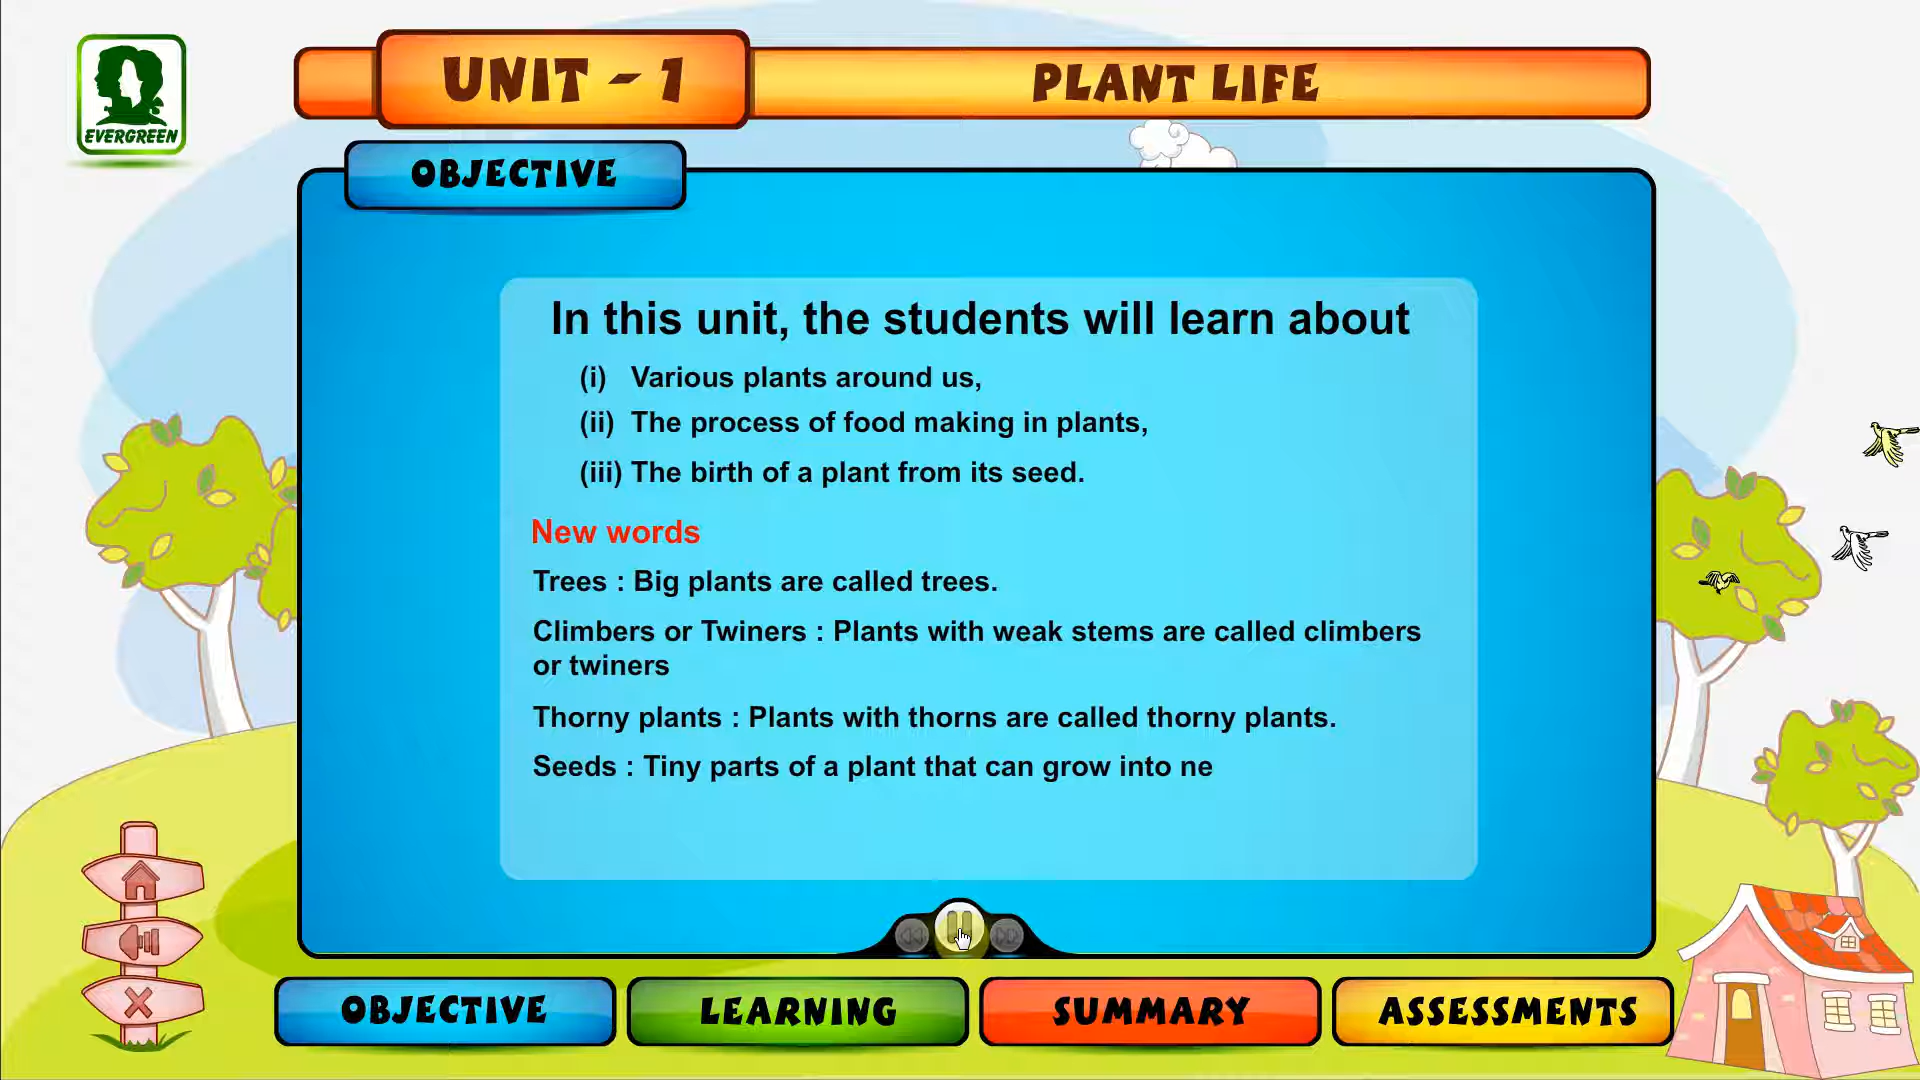 EVERGREEN
UNIT - 1
PLANT LIFE
OBJECTIVE
In this unit, the students will learn about
(i) Various plants around us,
(ii) The process of food making in plants,
(iii) The birth of a plant from its seed.
New words
Trees : Big plants are called trees.
Climbers or Twiners : Plants with weak stems are called climbers
or twiners
Thorny plants : Plants with thorns are called thorny plants.
Seeds : Tiny parts of a plant that can grow into ne
OBJECTIVE
LEARNING
SUMMARY
ASSESSMENTS